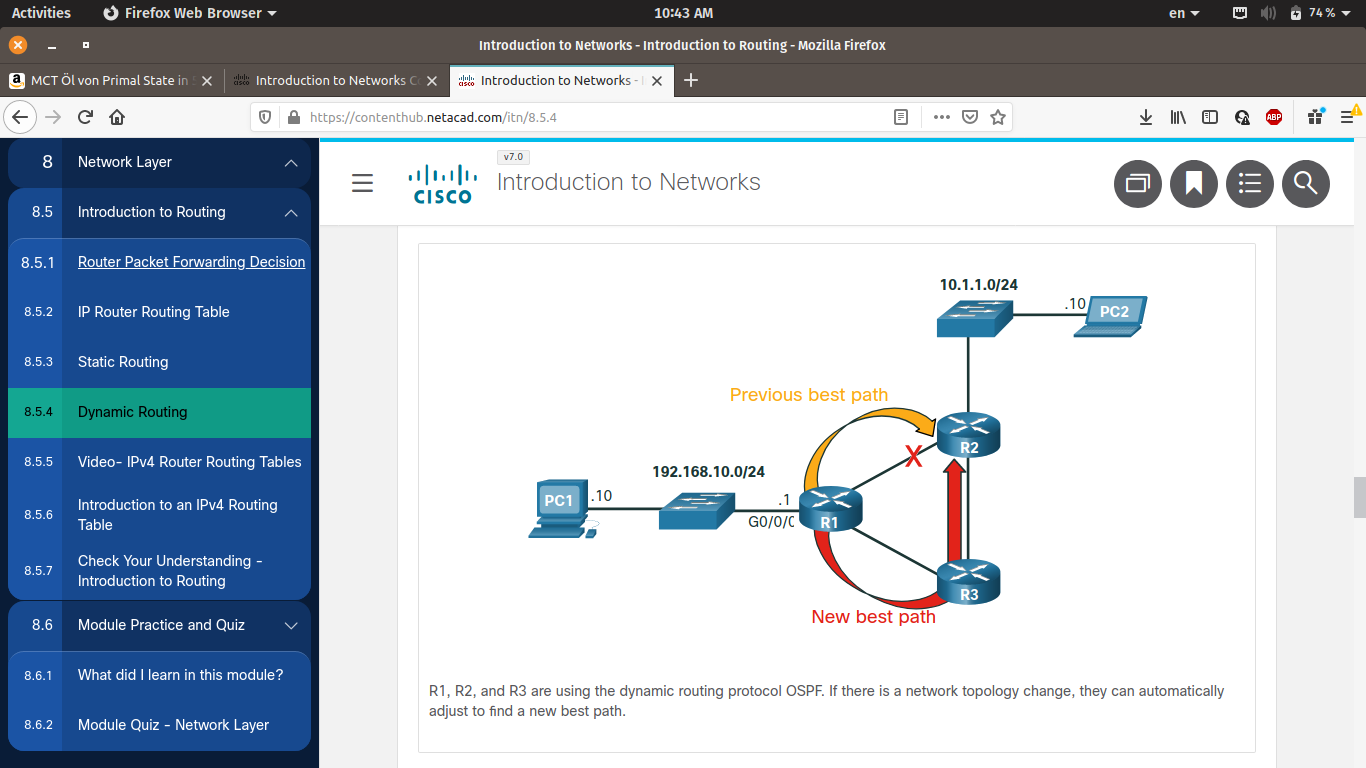 Activities
Firefox Web Browser
10:43 AM
en
74 %
Introduction to Networks - Introduction to Routing - Mozilla Firefox
MCT Öl von Primal State in
Introduction to Networks
Introduction to Networks -
https://contenthub.netacad.com/itn/8.5.4
ABP
8 Network Layer
8.5 Introduction to Routing
8.5.1 Router Packet Forwarding Decision
8.5.2 IP Router Routing Table
8.5.3 Static Routing
8.5.4 Dynamic Routing
8.5.5 Video- IPv4 Router Routing Tables
8.5.6 Introduction to an IPv4 Routing
Table
8.5.7 Check Your Understanding -
Introduction to Routing
8.6 Module Practice and Quiz
8.6.1 What did I learn in this module?
8.6.2 Module Quiz - Network Layer
CISCO
v7.0
Introduction to Networks
10.1.1.0/24
.10
PC2
Previous best path
R2
X
192.168.10.0/24
PC1
.10
.1
G0/0/0
R1
R3
New best path
R1, R2, and R3 are using the dynamic routing protocol OSPF. If there is a network topology change, they can automatically
adjust to find a new best path.